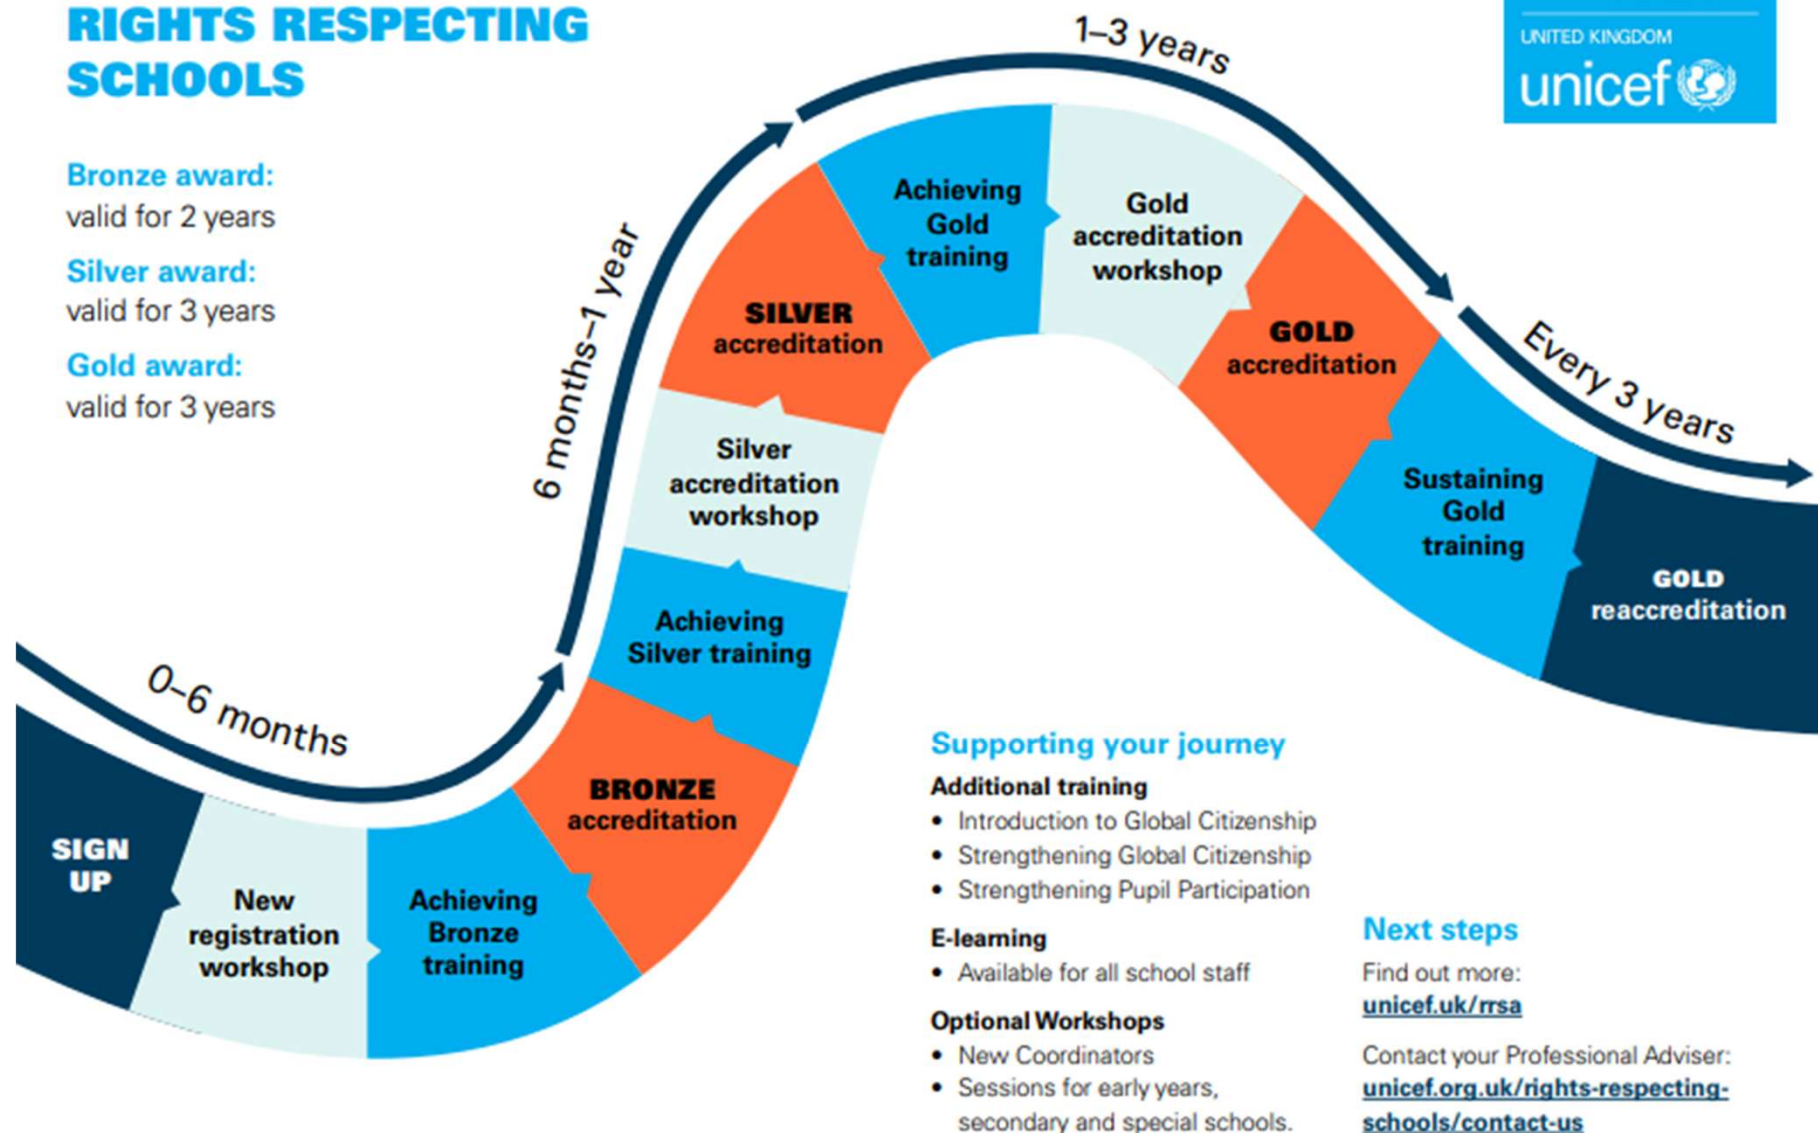 RIGHTS RESPECTING
SCHOOLS
UNITED KINGDOM
unicef
Bronze award:
valid for 2 years
Silver award:
valid for 3 years
Gold award:
valid for 3 years
0–6 months
6 months–1 year
1–3 years
Every 3 years
SIGN
UP
New
registration
workshop
Achieving
Bronze
training
BRONZE
accreditation
Achieving
Silver training
Silver
accreditation
workshop
SILVER
accreditation
Achieving
Gold
training
Gold
accreditation
workshop
GOLD
accreditation
Sustaining
Gold
training
GOLD
reaccreditation
Supporting your journey
Additional training
• Introduction to Global Citizenship
• Strengthening Global Citizenship
• Strengthening Pupil Participation
E-learning
• Available for all school staff
Optional Workshops
• New Coordinators
• Sessions for early years,
secondary and special schools.
Next steps
Find out more:
unicef.uk/rrsa
Contact your Professional Adviser:
unicef.org.uk/rights-respecting-
schools/contact-us